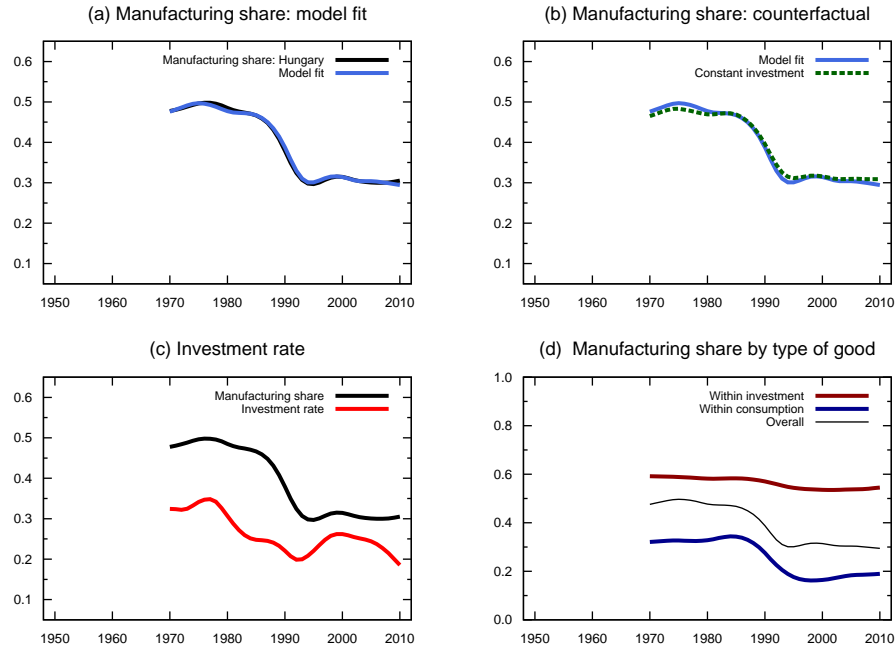 (a) Manufacturing share: model fit
0.6
0.5
0.4
0.3
0.2
0.1
Manufacturing share: Hungary
Model fit
1950 1960 1970 1980 1990 2000 2010
(b) Manufacturing share: counterfactual
0.6
0.5
0.4
0.3
0.2
0.1
Model fit
Constant investment
1950 1960 1970 1980 1990 2000 2010
(c) Investment rate
0.6
0.5
0.4
0.3
0.2
0.1
Manufacturing share
Investment rate
1950 1960 1970 1980 1990 2000 2010
(d) Manufacturing share by type of good
1.0
0.8
0.6
0.4
0.2
0.0
Within investment
Within consumption
Overall
1950 1960 1970 1980 1990 2000 2010